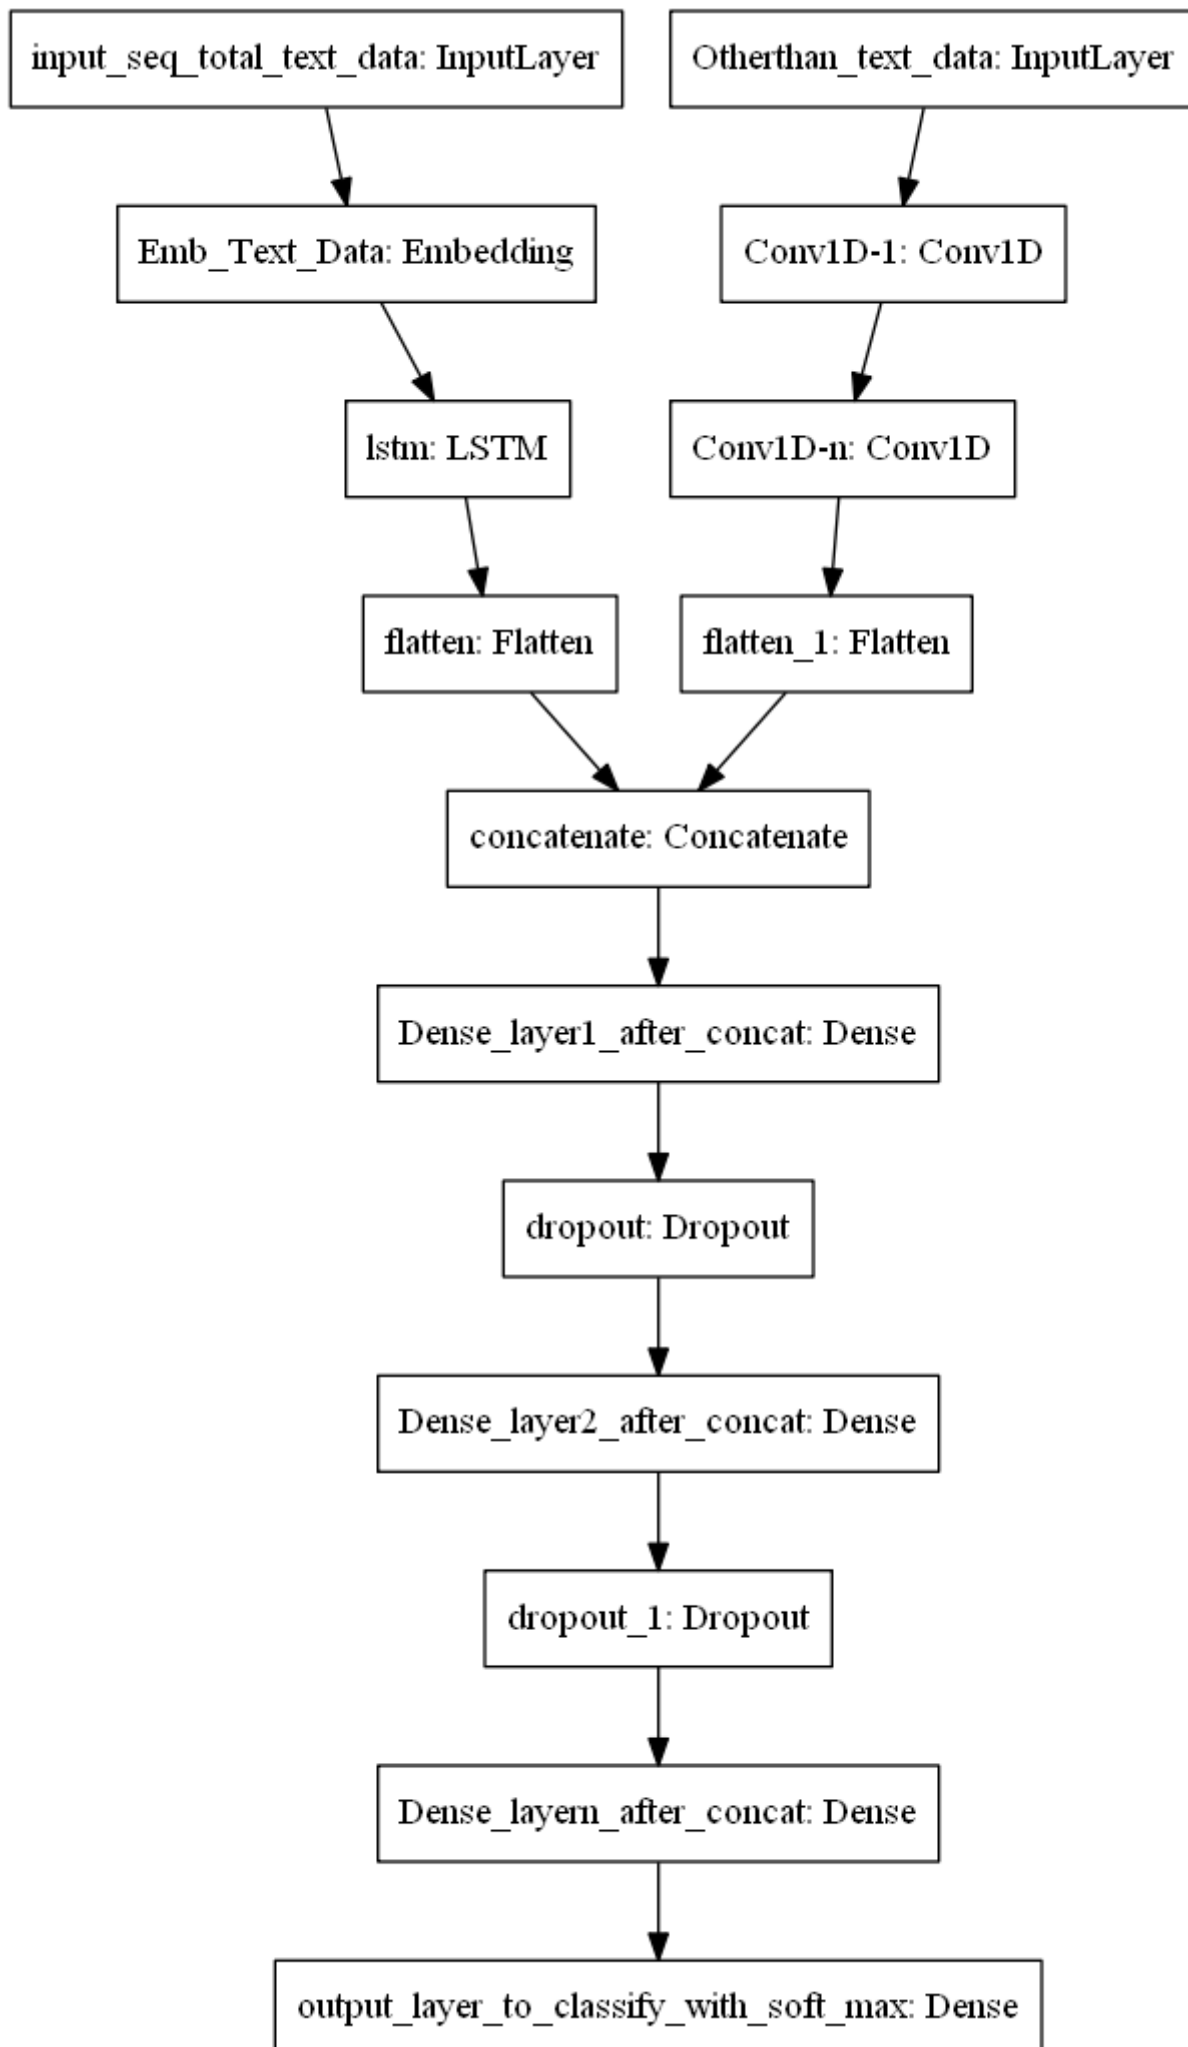 input_seq_total_text_data: InputLayer
Otherthan_text_data: InputLayer
Emb_Text_Data: Embedding
Conv1D-1: Conv1D
lstm: LSTM
Conv1D-n: Conv1D
flatten: Flatten
flatten_1: Flatten
concatenate: Concatenate
Dense_layer1_after_concat: Dense
dropout: Dropout
Dense_layer2_after_concat: Dense
dropout_1: Dropout
Dense_layern_after_concat: Dense
output_layer_to_classify_with_soft_max: Dense